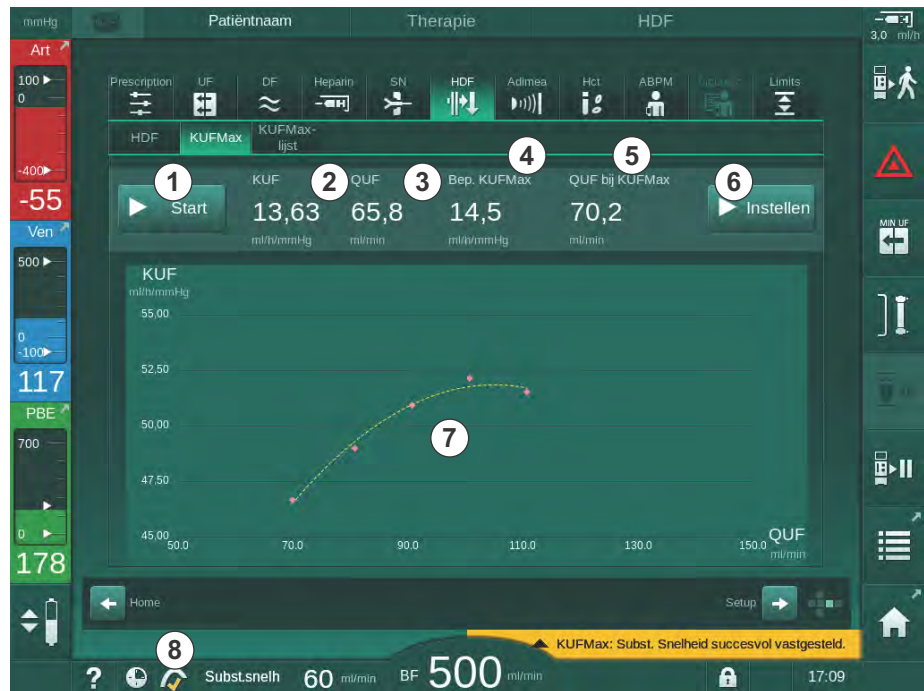 mmHg
Patiëntnaam
Therapie
HDF
3,0 ml/h
Art
100
0
-400
-55
Ven
500
0
-100
117
PBE
700
0
178
Prescription
UF
DF
Heparin
SN
HDF
Adimea
Hct
ABPM
Limits
HDF
KUFMax
KUFMax-
lijst
1
2
3
4
5
6
Start
KUF
13,63
ml/h/mmHg
QUF
65,8
ml/min
Bep. KUFMax
14,5
ml/h/mmHg
QUF bij KUFMax
70,2
ml/min
Instellen
KUF
ml/h/mmHg
55,00
52,50
50,00
47,50
45,00
50.0
70.0
90.0
110.0
130.0
150.0
QUF
ml/min
7
Home
Setup
KUFMax: Subst. Snelheid succesvol vastgesteld.
8
?
Subst.snelh
60 ml/min
BF 500 ml/min
17:09
MIN UF